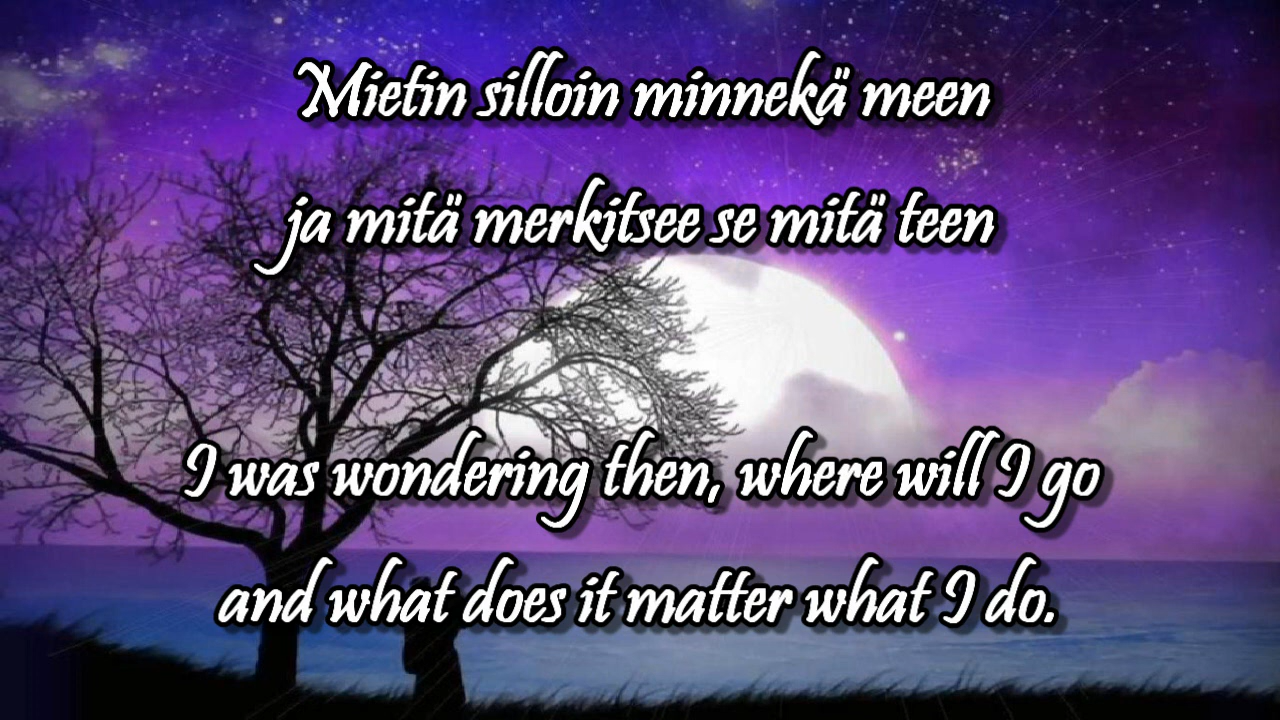 Mietin silloin minnekä meen
ja mitä merkitsee se mitä teen
I was wondering then, where will I go
and what does it matter what I do.